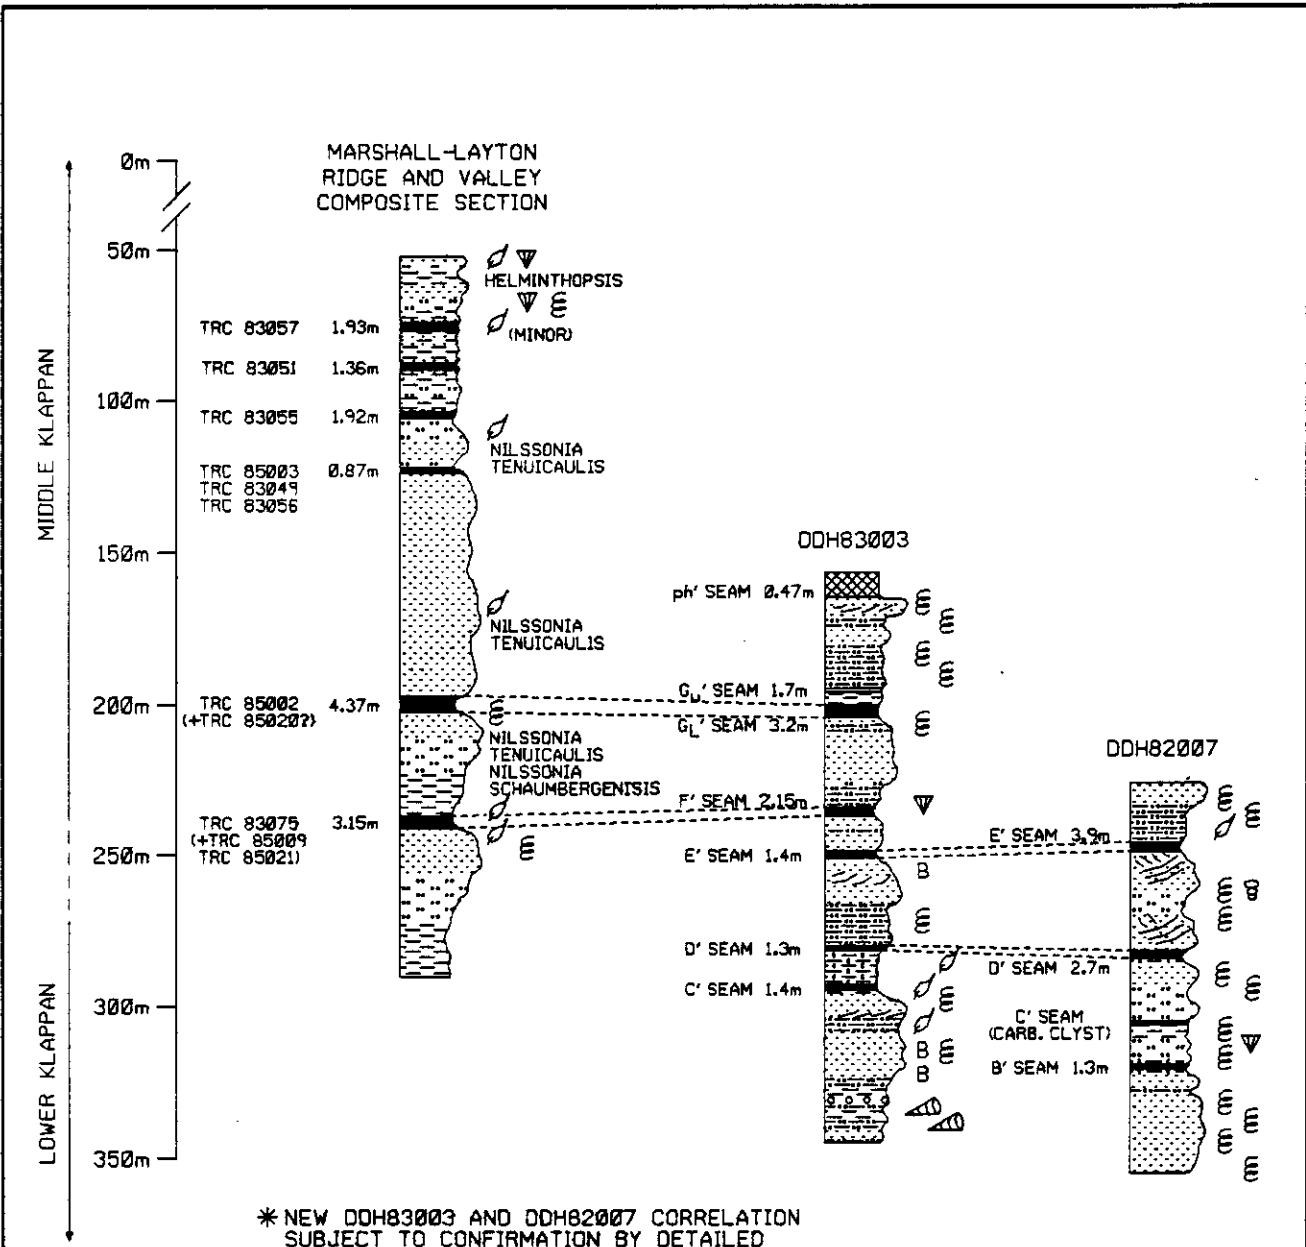 MARSHALL-LAYTON
RIDGE AND VALLEY
COMPOSITE SECTION
0m
50m
100m
150m
200m
250m
300m
350m
MIDDLE KLAPPAN
LOWER KLAPPAN
HELMINTHOPSIS
TRC 83057 1.93m
(MINOR)
TRC 83051 1.36m
TRC 83055 1.92m
NILSSONIA
TENUICAULIS
TRC 85003 0.87m
TRC 83049
TRC 83056
NILSSONIA
TENUICAULIS
TRC 85002 4.37m
(+TRC 85020?)
NILSSONIA
TENUICAULIS
NILSSONIA
SCHAUMBERGENISIS
TRC 83075 3.15m
(+TRC 85009
TRC 85021)
DDH83003
ph' SEAM 0.47m
GU' SEAM 1.7m
GL' SEAM 3.2m
F' SEAM 2.15m
E' SEAM 1.4m
B
D' SEAM 1.3m
C' SEAM 1.4m
B
B
DDH82007
E' SEAM 3.9m
D' SEAM 2.7m
C' SEAM
(CARB. CLYST)
B' SEAM 1.3m
* NEW DDH83003 AND DDH82007 CORRELATION
SUBJECT TO CONFIRMATION BY DETAILED